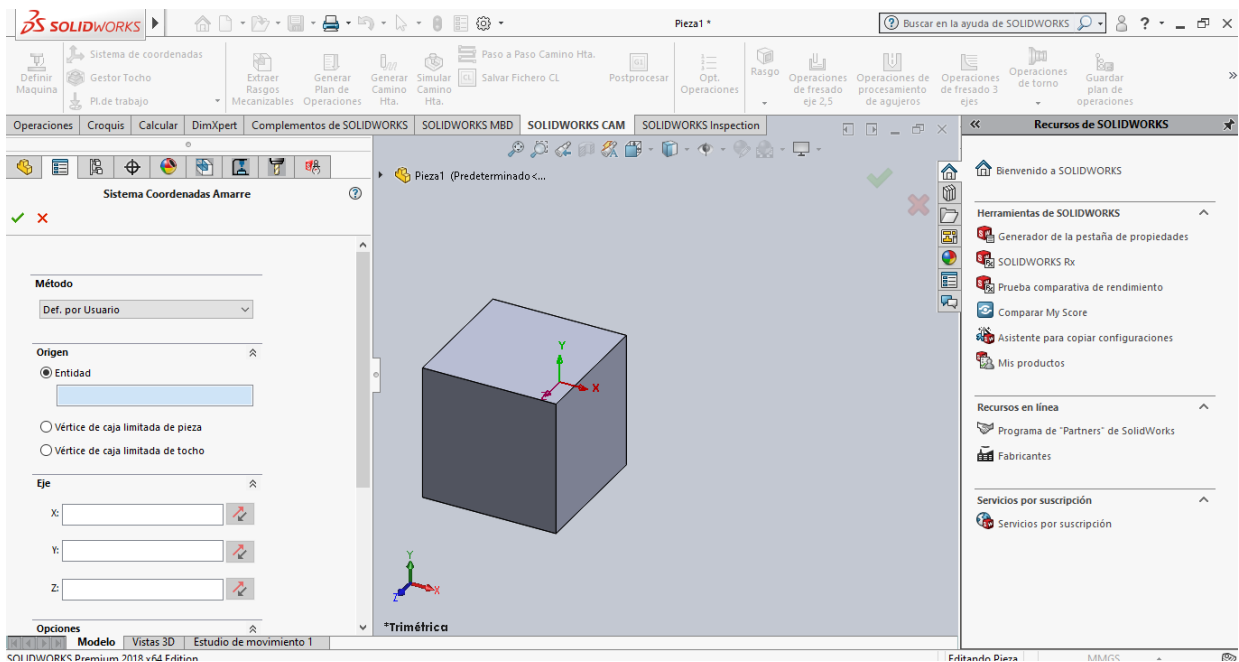 SOLIDWORKS
Pieza1 *
Buscar en la ayuda de SOLIDWORKS
Definir Maquina
Sistema de coordenadas
Gestor Tocho
Pl.de trabajo
Extraer Rasgos Mecanizables
Generar Plan de Operaciones
Generar Camino Hta.
Simular Camino Hta.
Paso a Paso Camino Hta.
Salvar Fichero CL
G1
CL
Postprocesar
Opt. Operaciones
Rasgo
Operaciones de fresado eje 2,5
Operaciones de procesamiento de agujeros
Operaciones de fresado 3 ejes
Operaciones de torno
Guardar plan de operaciones
Operaciones
Croquis
Calcular
DimXpert
Complementos de SOLIDWORKS
SOLIDWORKS MBD
SOLIDWORKS CAM
SOLIDWORKS Inspection
Sistema Coordenadas Amarre
Método
Def. por Usuario
Origen
Entidad
Vértice de caja limitada de pieza
Vértice de caja limitada de tocho
Eje
X:
Y:
Z:
Opciones
Pieza1 (Predeterminado<...
Y
X
Y
X
Z
*Trimétrica
Recursos de SOLIDWORKS
Bienvenido a SOLIDWORKS
Herramientas de SOLIDWORKS
Generador de la pestaña de propiedades
SOLIDWORKS Rx
Prueba comparativa de rendimiento
Comparar My Score
Asistente para copiar configuraciones
Mis productos
Recursos en línea
Programa de "Partners" de SolidWorks
Fabricantes
Servicios por suscripción
Servicios por suscripción
Modelo
Vistas 3D
Estudio de movimiento 1
SOLIDWORKS Premium 2018 x64 Edition
Editando Pieza
MMGS